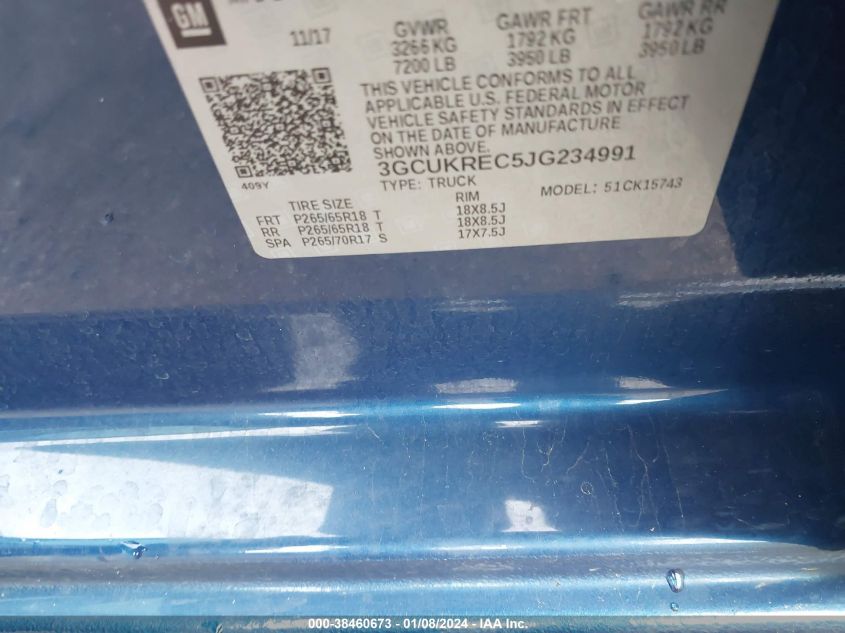 GM
11/17
GVWR
3266 KG
7200 LB
GAWR FRT
1792 KG
3950 LB
GAWR RR
1792 KG
3950 LB
THIS VEHICLE CONFORMS TO ALL
APPLICABLE U.S. FEDERAL MOTOR
VEHICLE SAFETY STANDARDS IN EFFECT
ON THE DATE OF MANUFACTURE
SHOWN ABOVE.
3GCUKREC5JG234991
TYPE: TRUCK
MODEL: 51CK15743
409Y
TIRE SIZE RIM
FRT P265/65R18 T 18X8.5J
RR P265/65R18 T 18X8.5J
SPA P265/70R17 S 17X7.5J
000-38460673 - 01/08/2024 - IAA Inc.